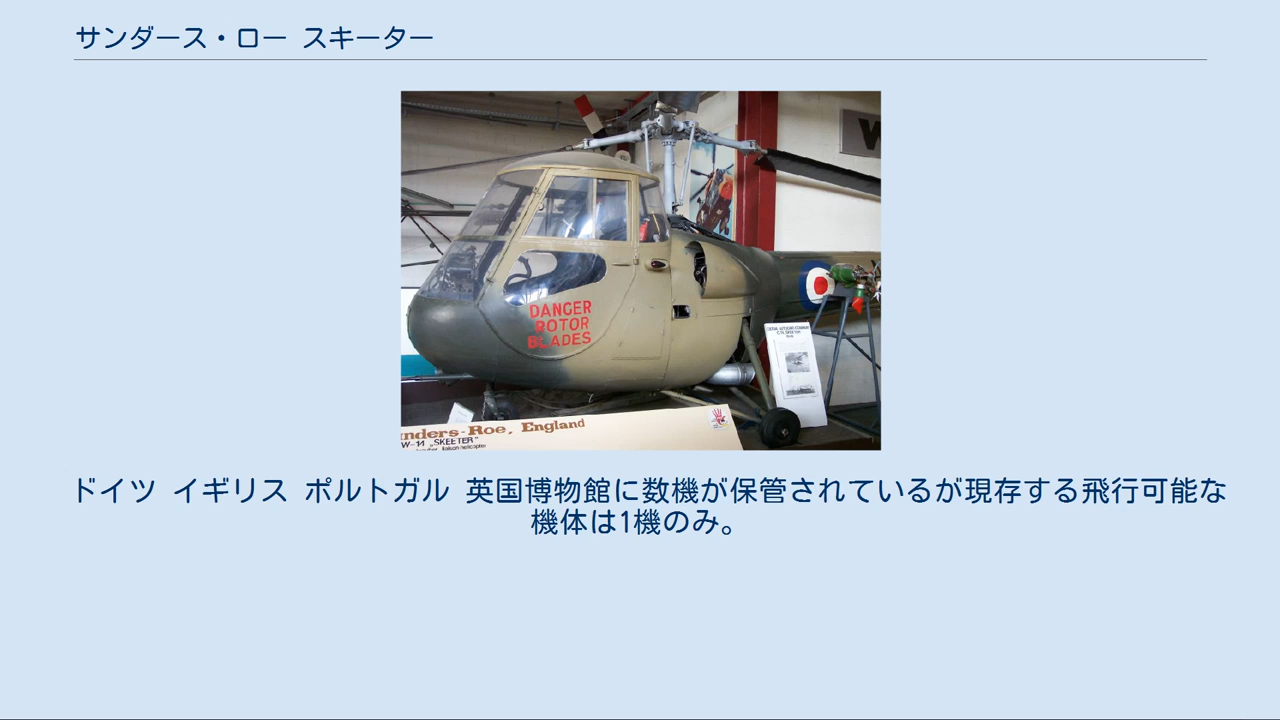 サンダース・ロー スキーター
DANGER
ROTOR
BLADES
nders-Roe, England
W-14 „SKEETER"
liaison helicopter
ドイツ イギリス ポルトガル 英国博物館に数機が保管されているが現存する飛行可能な
機体は1機のみ。